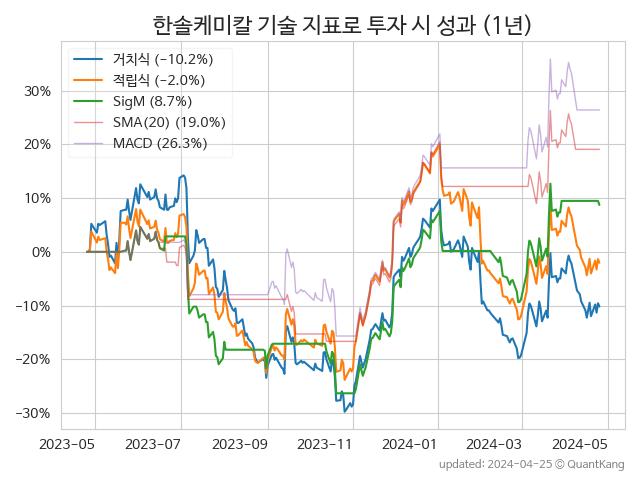 한솔케미칼 기술 지표로 투자 시 성과 (1년)
거치식 (−10.2%)
적립식 (−2.0%)
SigM (8.7%)
SMA(20) (19.0%)
MACD (26.3%)
30%
20%
10%
0%
−10%
−20%
−30%
2023-05 2023-07 2023-09 2023-11 2024-01 2024-03 2024-05
updated: 2024-04-25 © QuantKang